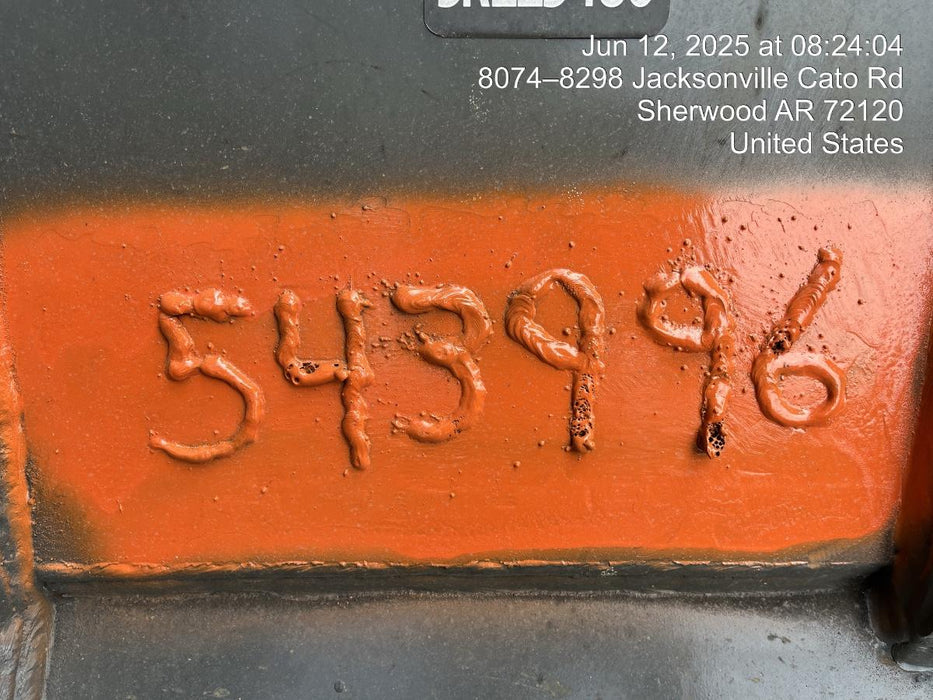 Jun 12, 2025 at 08:24:04
8074–8298 Jacksonville Cato Rd
Sherwood AR 72120
United States
543996